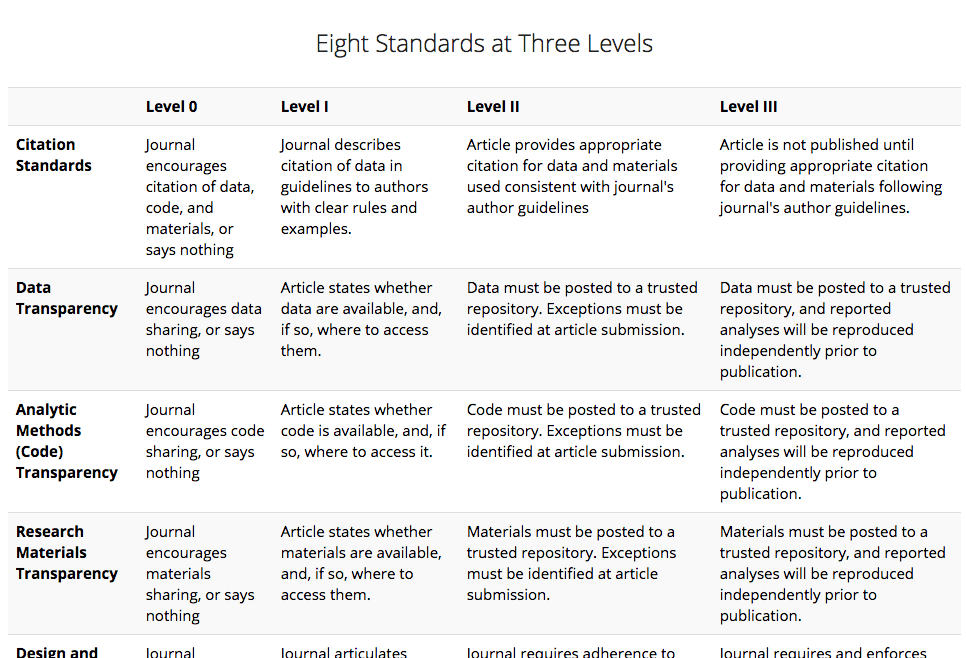 Eight Standards at Three Levels
Level 0 Level I Level II Level III
Citation
Standards
Journal
encourages
citation of data,
code, and
materials, or
says nothing
Journal describes
citation of data in
guidelines to authors
with clear rules and
examples.
Article provides appropriate
citation for data and materials
used consistent with journal's
author guidelines
Article is not published until
providing appropriate citation
for data and materials following
journal's author guidelines.
Data
Transparency
Journal
encourages data
sharing, or says
nothing
Article states whether
data are available, and,
if so, where to access
them.
Data must be posted to a trusted
repository. Exceptions must be
identified at article submission.
Data must be posted to a trusted
repository, and reported
analyses will be reproduced
independently prior to
publication.
Analytic
Methods
(Code)
Transparency
Journal
encourages code
sharing, or says
nothing
Article states whether
code is available, and, if
so, where to access it.
Code must be posted to a trusted
repository. Exceptions must be
identified at article submission.
Code must be posted to a
trusted repository, and reported
analyses will be reproduced
independently prior to
publication.
Research
Materials
Transparency
Journal
encourages
materials
sharing, or says
nothing
Article states whether
materials are available,
and, if so, where to
access them.
Materials must be posted to a
trusted repository. Exceptions
must be identified at article
submission.
Materials must be posted to a
trusted repository, and reported
analyses will be reproduced
independently prior to
publication.
Design and
Journal
Journal articulates
Journal requires adherence to
Journal requires and enforces